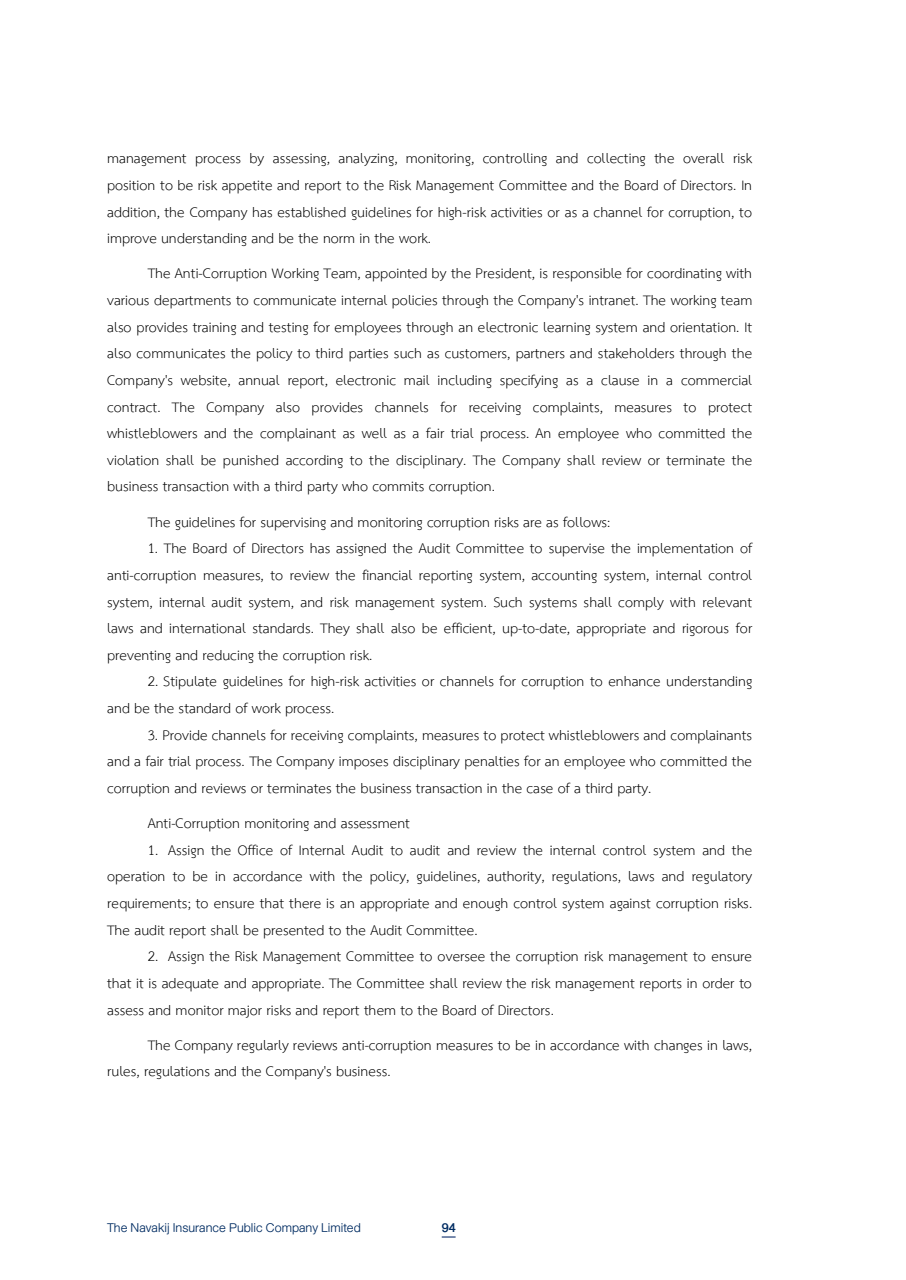 management process by assessing, analyzing, monitoring, controlling and collecting the overall risk
position to be risk appetite and report to the Risk Management Committee and the Board of Directors. In
addition, the Company has established guidelines for high-risk activities or as a channel for corruption, to
improve understanding and be the norm in the work.
The Anti-Corruption Working Team, appointed by the President, is responsible for coordinating with
various departments to communicate internal policies through the Company's intranet. The working team
also provides training and testing for employees through an electronic learning system and orientation. It
also communicates the policy to third parties such as customers, partners and stakeholders through the
Company's website, annual report, electronic mail including specifying as a clause in a commercial
contract. The Company also provides channels for receiving complaints, measures to protect
whistleblowers and the complainant as well as a fair trial process. An employee who committed the
violation shall be punished according to the disciplinary. The Company shall review or terminate the
business transaction with a third party who commits corruption.
The guidelines for supervising and monitoring corruption risks are as follows:
1. The Board of Directors has assigned the Audit Committee to supervise the implementation of
anti-corruption measures, to review the financial reporting system, accounting system, internal control
system, internal audit system, and risk management system. Such systems shall comply with relevant
laws and international standards. They shall also be efficient, up-to-date, appropriate and rigorous for
preventing and reducing the corruption risk.
2. Stipulate guidelines for high-risk activities or channels for corruption to enhance understanding
and be the standard of work process.
3. Provide channels for receiving complaints, measures to protect whistleblowers and complainants
and a fair trial process. The Company imposes disciplinary penalties for an employee who committed the
corruption and reviews or terminates the business transaction in the case of a third party.
Anti-Corruption monitoring and assessment
1. Assign the Office of Internal Audit to audit and review the internal control system and the
operation to be in accordance with the policy, guidelines, authority, regulations, laws and regulatory
requirements; to ensure that there is an appropriate and enough control system against corruption risks.
The audit report shall be presented to the Audit Committee.
2. Assign the Risk Management Committee to oversee the corruption risk management to ensure
that it is adequate and appropriate. The Committee shall review the risk management reports in order to
assess and monitor major risks and report them to the Board of Directors.
The Company regularly reviews anti-corruption measures to be in accordance with changes in laws,
rules, regulations and the Company's business.
The Navakij Insurance Public Company Limited 94